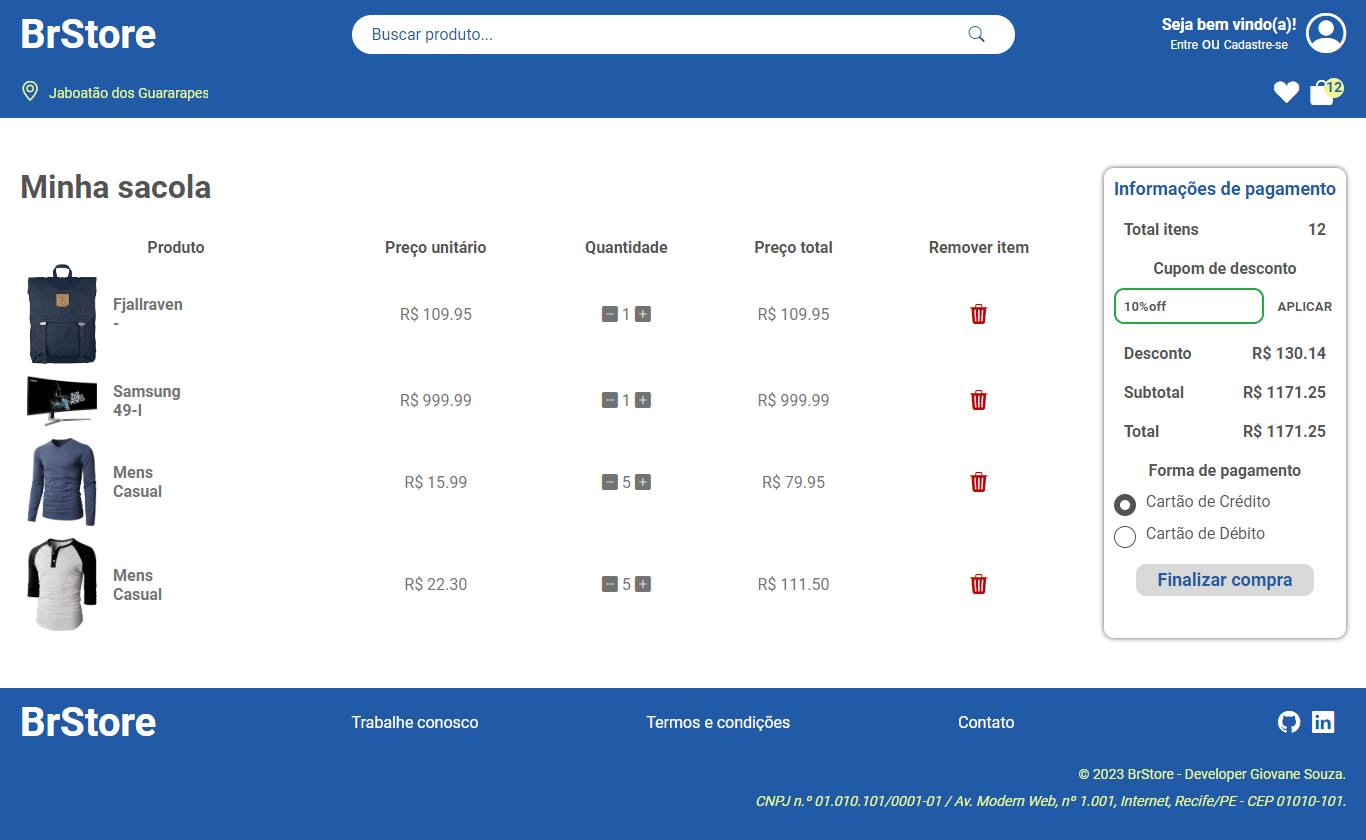 BrStore
Buscar produto...
Seja bem vindo(a)!
Entre OU Cadastre-se
Jaboatão dos Guararapes
12
Minha sacola
Produto Preço unitário Quantidade Preço total Remover item
Fjallraven
-
R$ 109.95 1 R$ 109.95
Samsung
49-I
R$ 999.99 1 R$ 999.99
Mens
Casual
R$ 15.99 5 R$ 79.95
Mens
Casual
R$ 22.30 5 R$ 111.50
Informações de pagamento
Total itens 12
Cupom de desconto
10%off APLICAR
Desconto R$ 130.14
Subtotal R$ 1171.25
Total R$ 1171.25
Forma de pagamento
Cartão de Crédito
Cartão de Débito
Finalizar compra
BrStore
Trabalhe conosco
Termos e condições
Contato
in
© 2023 BrStore - Developer Giovane Souza.
CNPJ n.º 01.010.101/0001-01 / Av. Modern Web, nº 1.001, Internet, Recife/PE - CEP 01010-101.